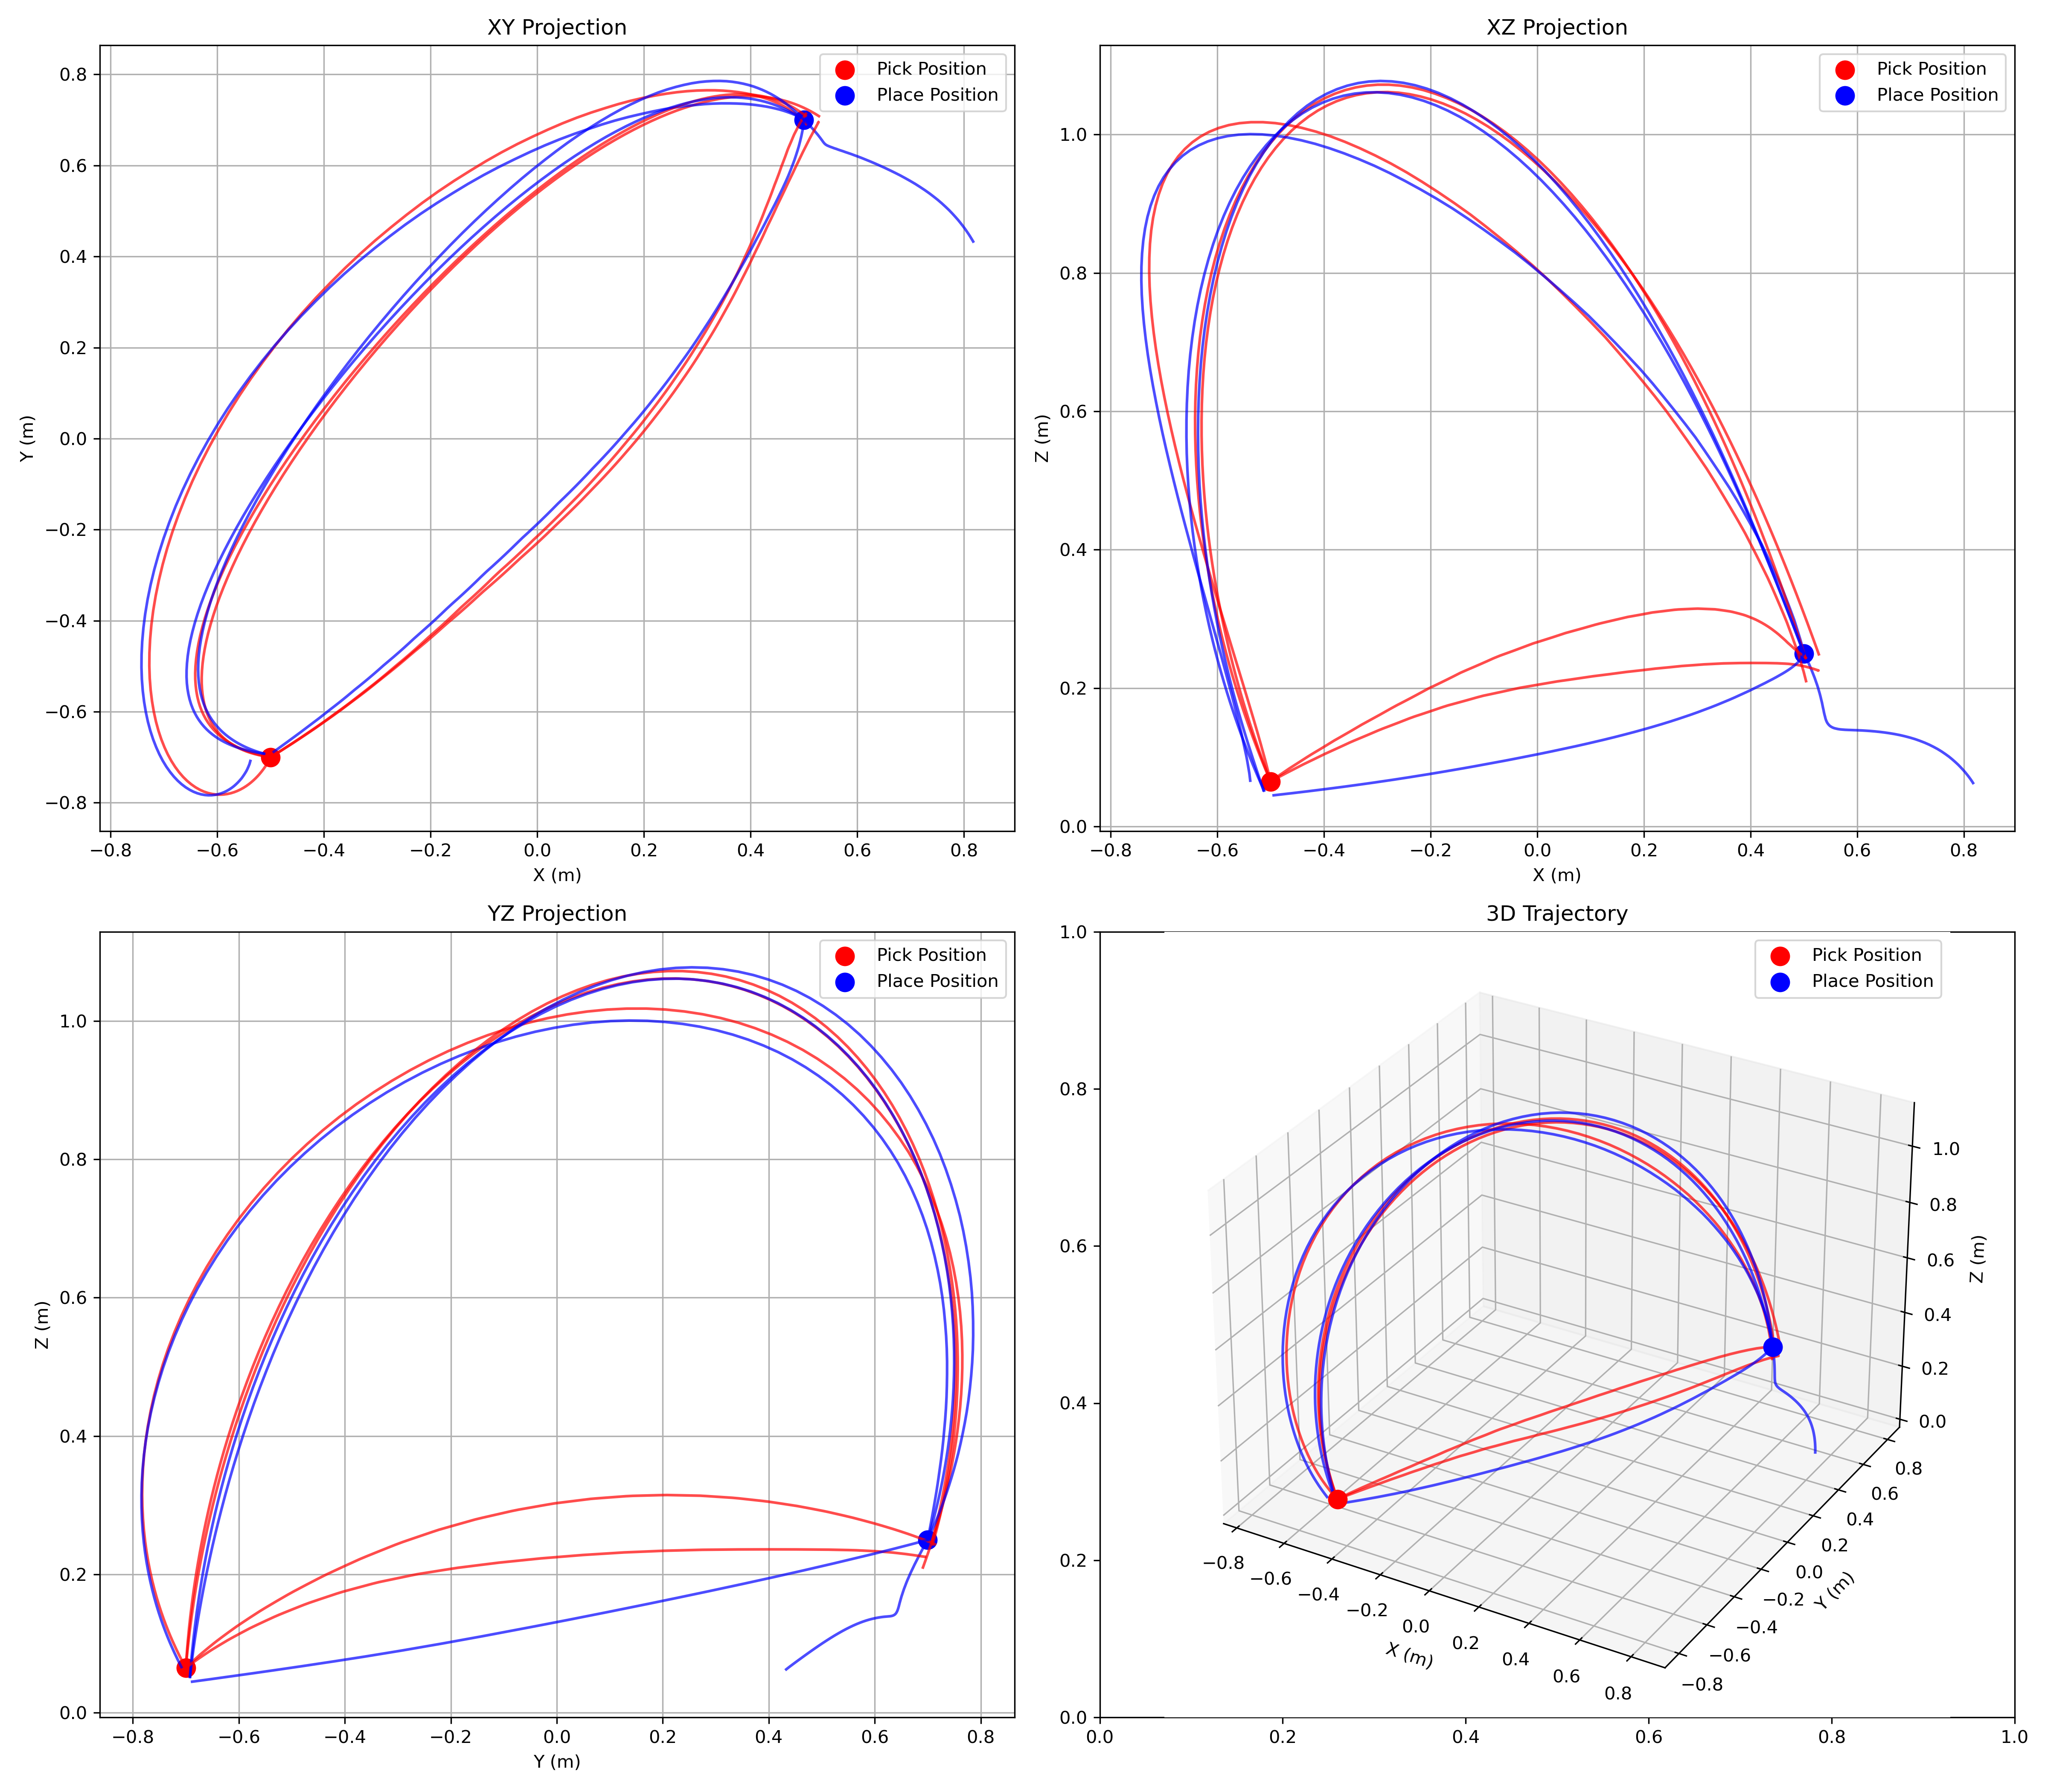 XY Projection
Pick Position
Place Position
0.8
0.6
0.4
0.2
0.0
−0.2
−0.4
−0.6
−0.8
Y (m)
−0.8 −0.6 −0.4 −0.2 0.0 0.2 0.4 0.6 0.8
X (m)
XZ Projection
Pick Position
Place Position
1.0
0.8
0.6
0.4
0.2
0.0
Z (m)
−0.8 −0.6 −0.4 −0.2 0.0 0.2 0.4 0.6 0.8
X (m)
YZ Projection
Pick Position
Place Position
1.0
0.8
0.6
0.4
0.2
0.0
Z (m)
−0.8 −0.6 −0.4 −0.2 0.0 0.2 0.4 0.6 0.8
Y (m)
3D Trajectory
Pick Position
Place Position
1.0
0.8
0.6
0.4
0.2
0.0
0.0 0.2 0.4 0.6 0.8 1.0
−0.8 −0.6 −0.4 −0.2 0.0 0.2 0.4 0.6 0.8
X (m)
−0.8 −0.6 −0.4 −0.2 0.0 0.2 0.4 0.6 0.8
Y (m)
0.0 0.2 0.4 0.6 0.8 1.0
Z (m)